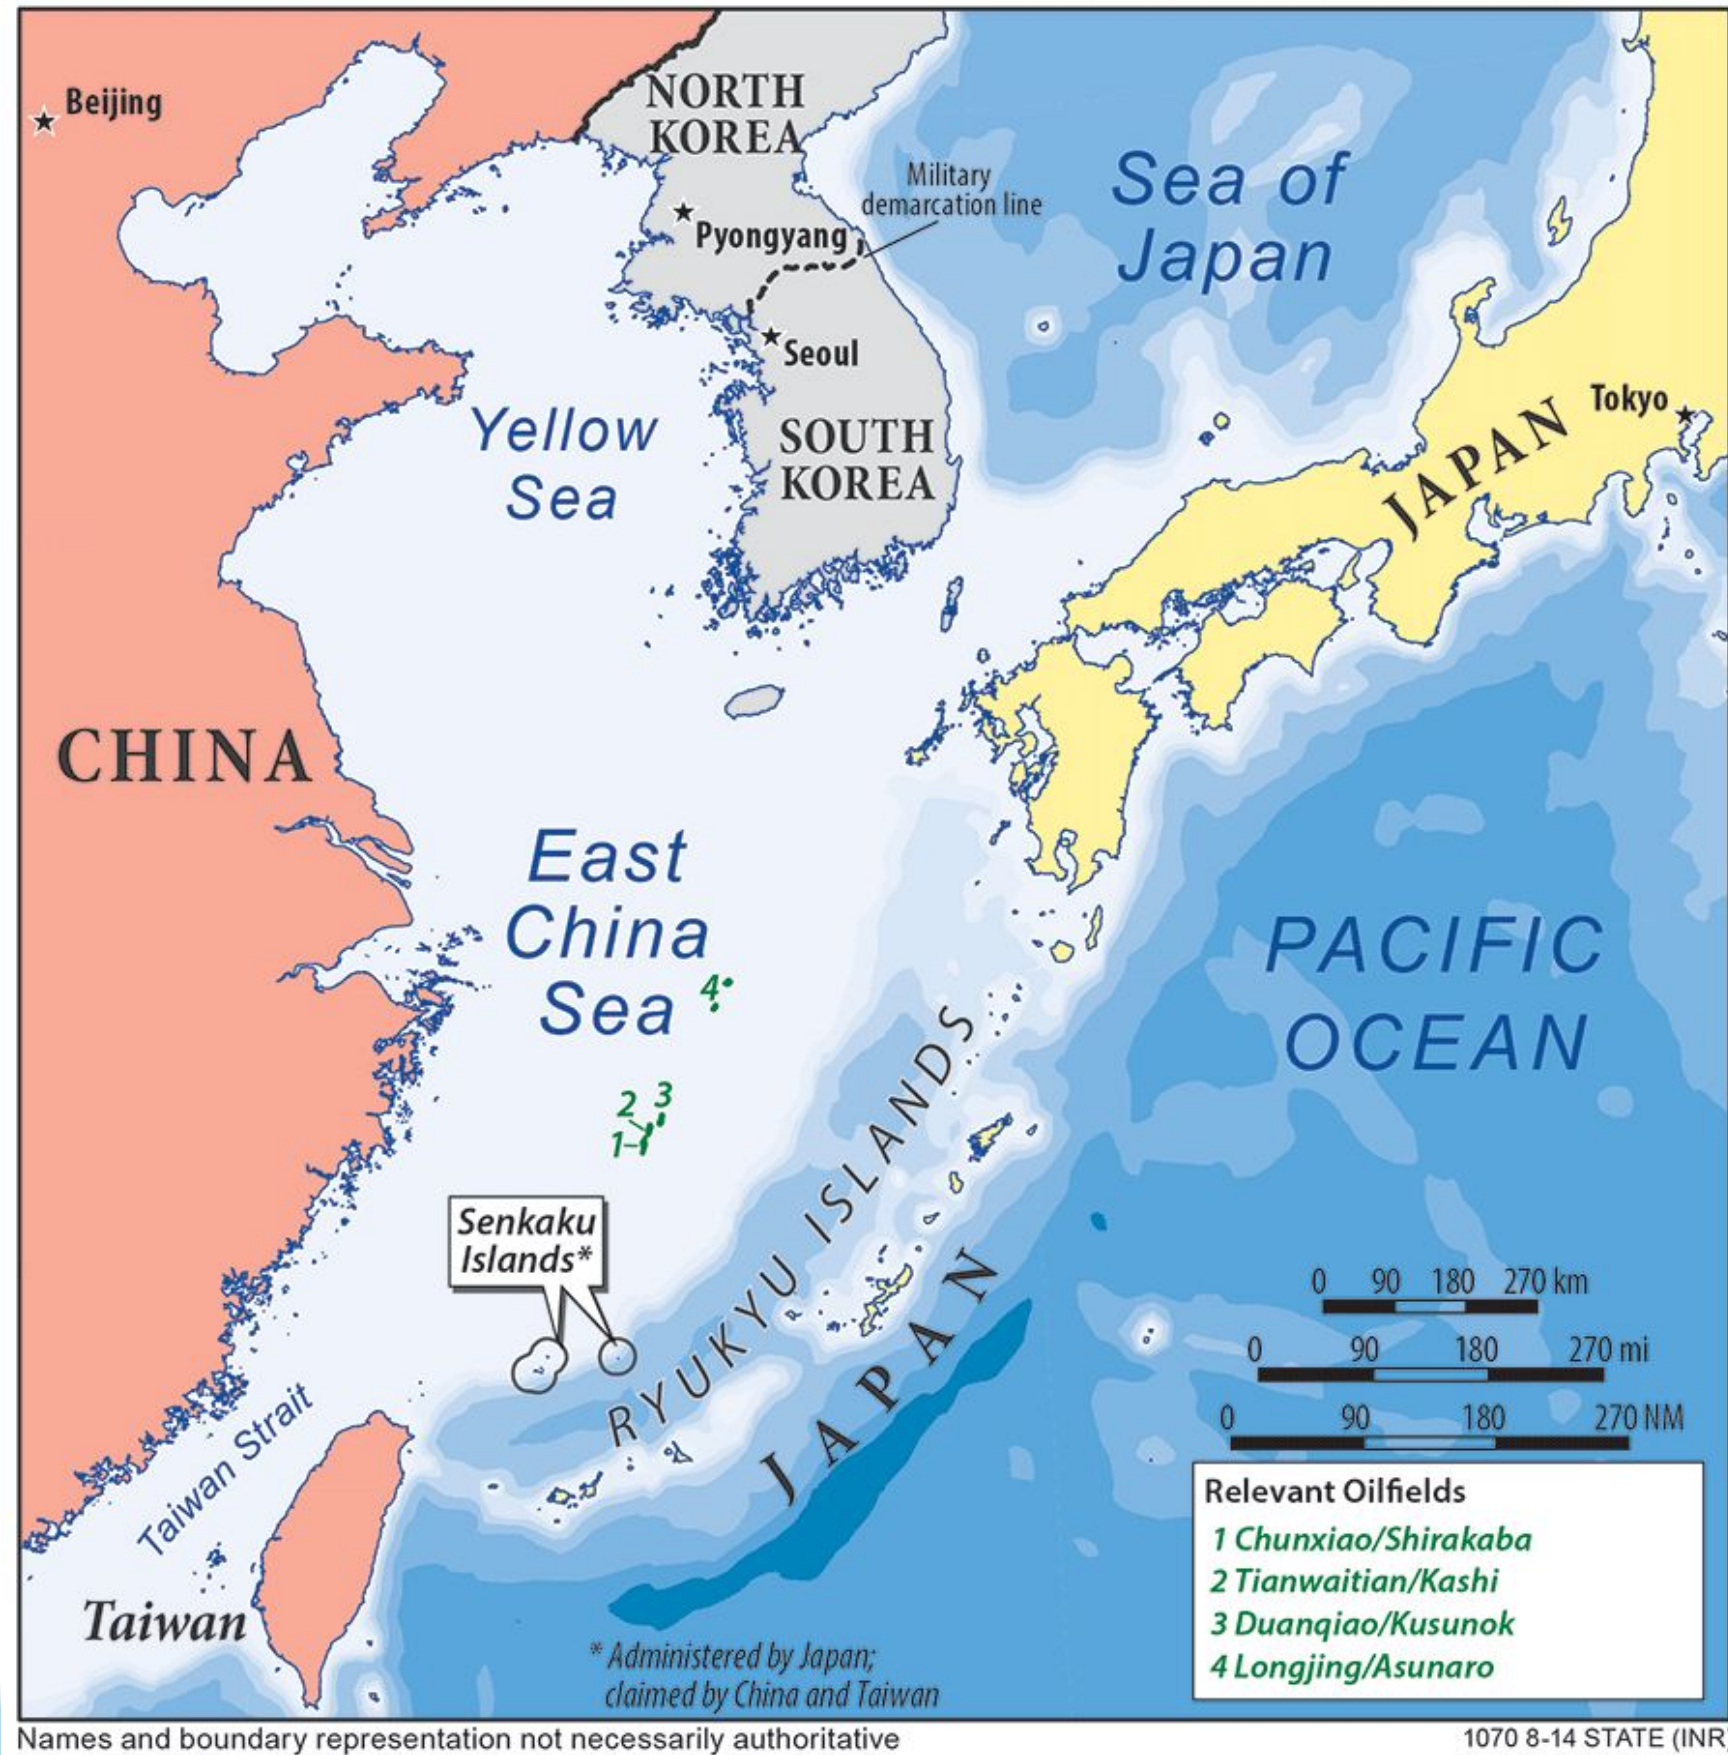 Beijing
NORTH
KOREA
Military
demarcation line
Pyongyang
Seoul
SOUTH
KOREA
Sea of
Japan
Tokyo
JAPAN
Yellow
Sea
CHINA
East
China
Sea
4
2 3
1
PACIFIC
OCEAN
RYUKYU ISLANDS
JAPAN
Senkaku
Islands*
Taiwan Strait
Taiwan
0 90 180 270 km
0 90 180 270 mi
0 90 180 270 NM
Relevant Oilfields
1 Chunxiao/Shirakaba
2 Tianwaitian/Kashi
3 Duanqiao/Kusunok
4 Longjing/Asunaro
* Administered by Japan;
claimed by China and Taiwan
Names and boundary representation not necessarily authoritative
1070 8-14 STATE (INR